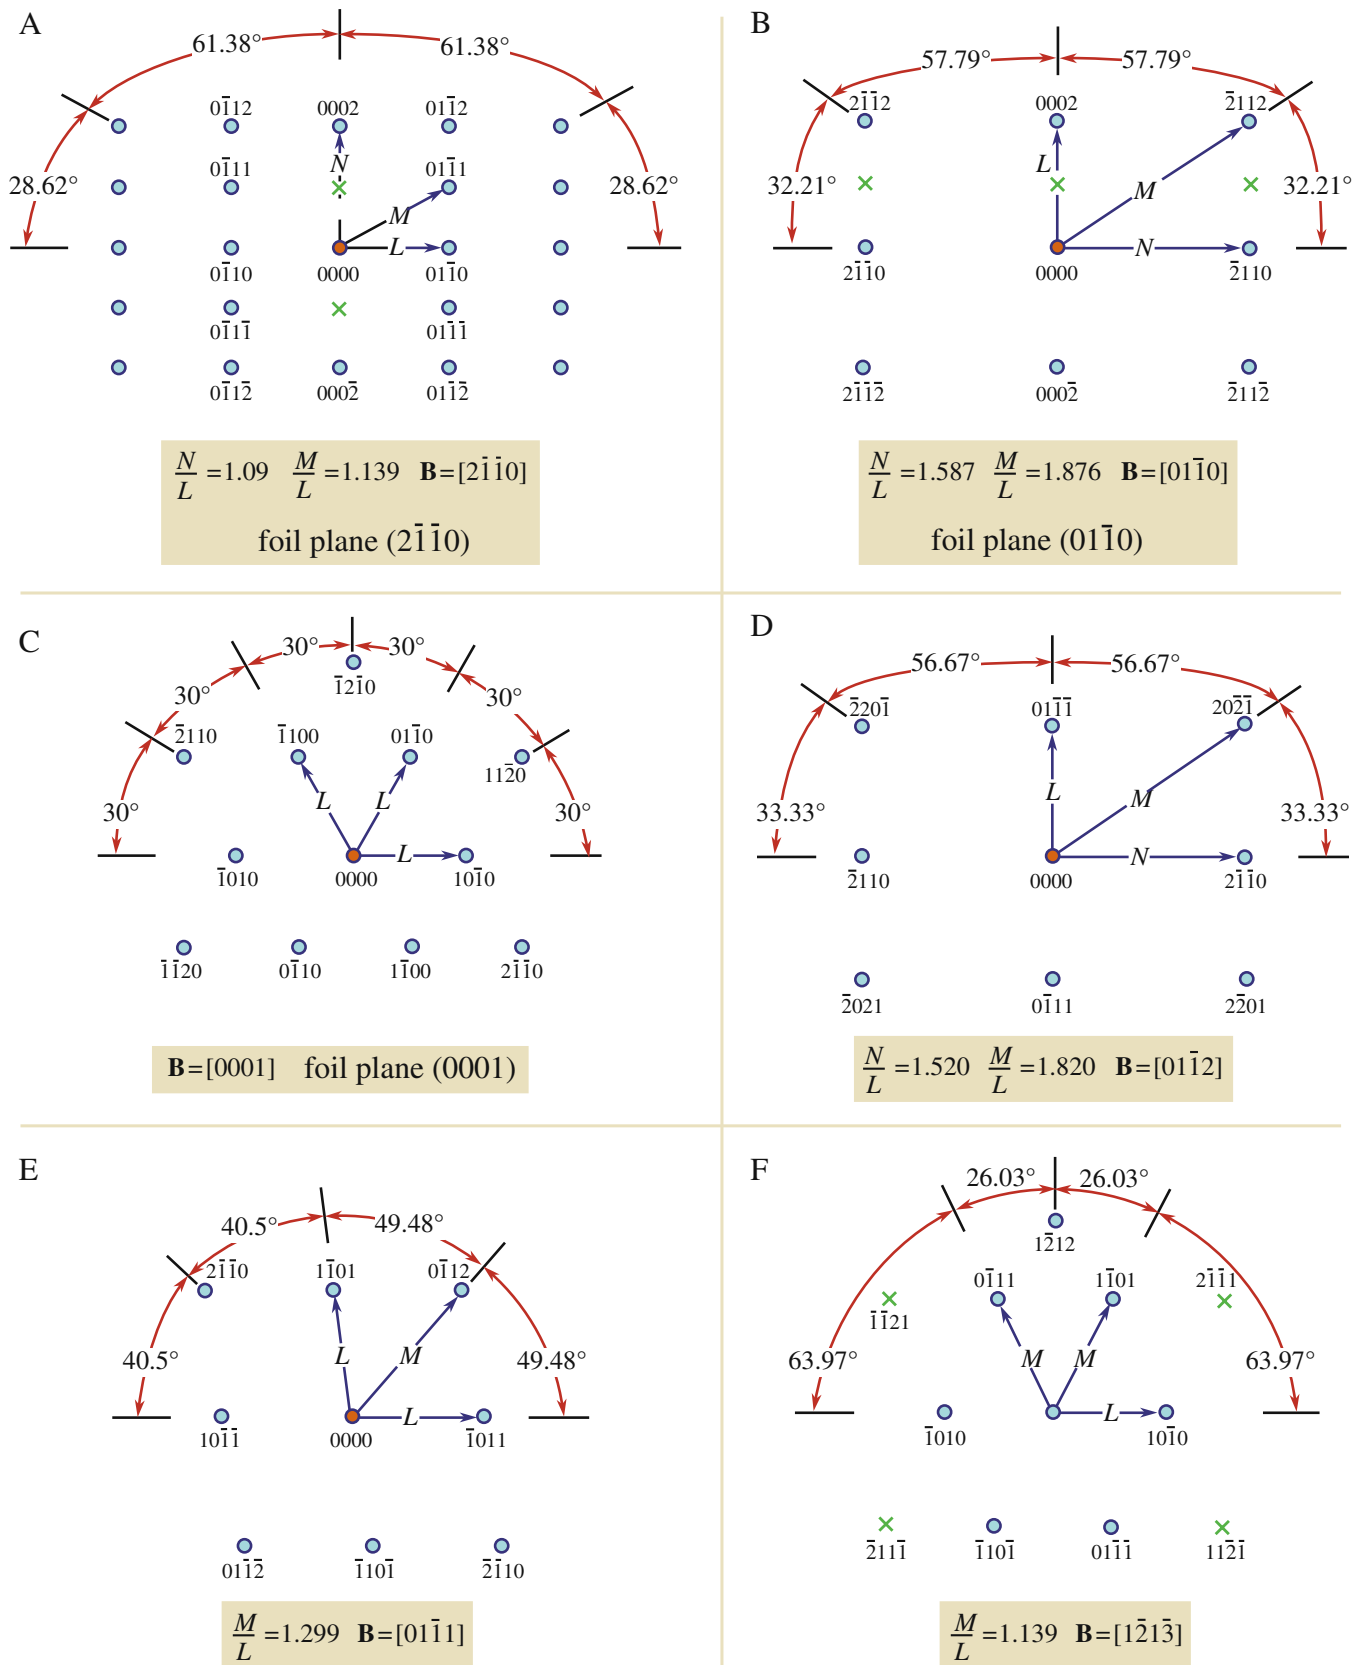 A
61.38° 61.38°
01̄12 0002 011̄2
N
01̄11 011̄1
28.62° 28.62°
M
L
01̄10 0000 011̄0
01̄11̄ 011̄1̄
01̄12̄ 0002̄ 011̄2̄
N/L =1.09 M/L =1.139 B=[21̄1̄0]
foil plane (21̄1̄0)
B
57.79° 57.79°
21̄1̄2 0002 2̄112
L
32.21° M 32.21°
N
21̄1̄0 0000 2̄110
21̄1̄2̄ 0002̄ 2̄112̄
N/L =1.587 M/L =1.876 B=[011̄0]
foil plane (011̄0)
C
30° 30°
1̄21̄0
30° 30°
2̄110 1̄100 011̄0
112̄0
L L
30° 30°
L
1̄010 0000 101̄0
1̄1̄20 01̄10 11̄00 21̄1̄0
B=[0001] foil plane (0001)
D
56.67° 56.67°
2̄201̄ 011̄1̄ 202̄1̄
L M
33.33° 33.33°
N
2̄110 0000 21̄1̄0
2̄021 01̄11 22̄01
N/L =1.520 M/L =1.820 B=[011̄2]
E
40.5° 49.48°
21̄1̄0 11̄01 01̄12
L M
40.5° 49.48°
L
101̄1̄ 0000 1̄011
011̄2̄ 1̄101̄ 2̄1̄10
M/L =1.299 B=[011̄1]
F
26.03° 26.03°
12̄12
01̄11 11̄01 21̄1̄1
1̄1̄21
M M
63.97° 63.97°
L
1̄010 101̄0
2̄111̄ 1̄101̄ 011̄1̄ 112̄1̄
M/L =1.139 B=[12̄13̄]